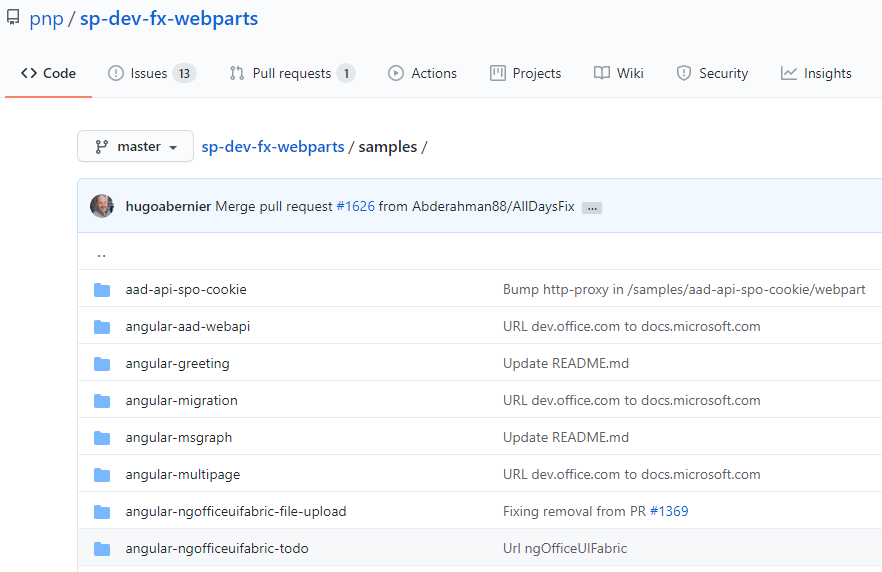 pnp / sp-dev-fx-webparts
Code Issues 13 Pull requests 1 Actions Projects Wiki Security Insights
master sp-dev-fx-webparts / samples /
hugoabernier Merge pull request #1626 from Abderahman88/AllDaysFix ...
..
aad-api-spo-cookie Bump http-proxy in /samples/aad-api-spo-cookie/webpart
angular-aad-webapi URL dev.office.com to docs.microsoft.com
angular-greeting Update README.md
angular-migration URL dev.office.com to docs.microsoft.com
angular-msgraph Update README.md
angular-multipage URL dev.office.com to docs.microsoft.com
angular-ngofficeuifabric-file-upload Fixing removal from PR #1369
angular-ngofficeuifabric-todo Url ngOfficeUIFabric